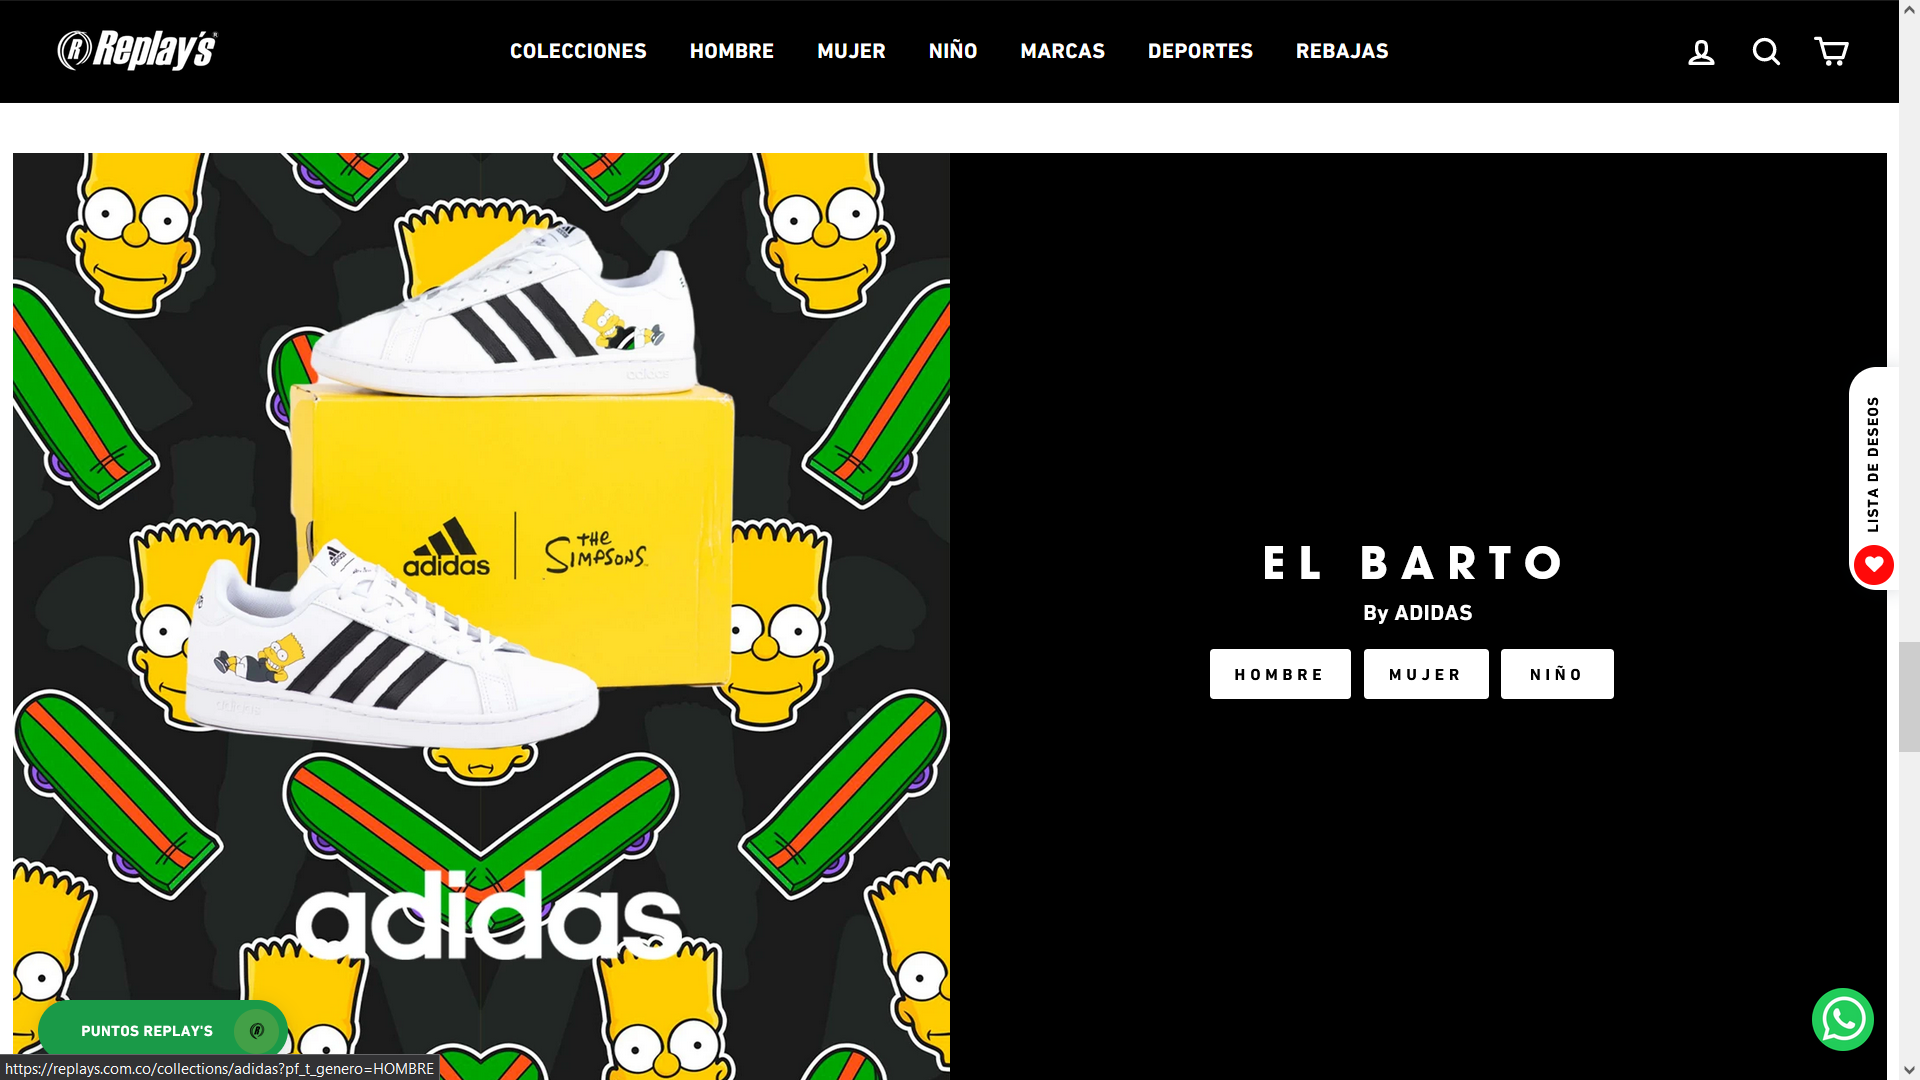 Replay's
COLECCIONES HOMBRE MUJER NIÑO MARCAS DEPORTES REBAJAS
adidas
adidas THE SIMPSONS
adidas
EL BARTO
By ADIDAS
HOMBRE MUJER NIÑO
LISTA DE DESEOS
PUNTOS REPLAY'S
https://replays.com.co/collections/adidas?pf_t_genero=HOMBRE